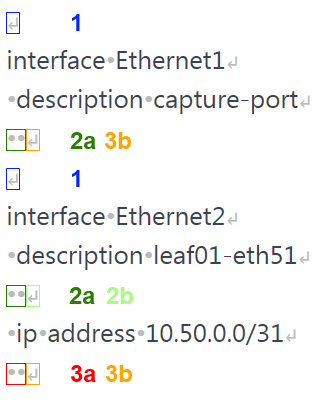 ↵ 1
interface·Ethernet1↵
·description·capture-port↵
··↵ 2a 3b
↵ 1
interface·Ethernet2↵
·description·leaf01-eth51↵
··↵ 2a 2b
·ip·address·10.50.0.0/31↵
··↵ 3a 3b